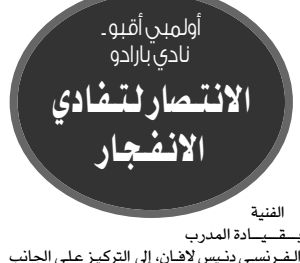 أولمبي أقبو ـ
نادي بارادو
الانتصار لتفادي
الانفجار
الفنية
بقيادة المدرب
الفرنسي دنيس لافان، إلى التركيز على الجانب